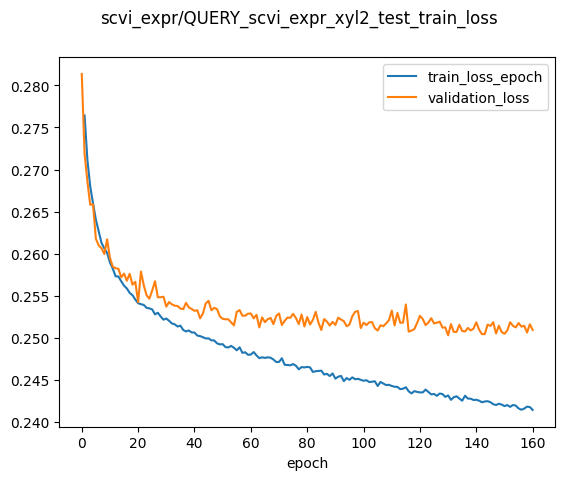 scvi_expr/QUERY_scvi_expr_xyl2_test_train_loss
train_loss_epoch
validation_loss
0.280
0.275
0.270
0.265
0.260
0.255
0.250
0.245
0.240
0 20 40 60 80 100 120 140 160
epoch